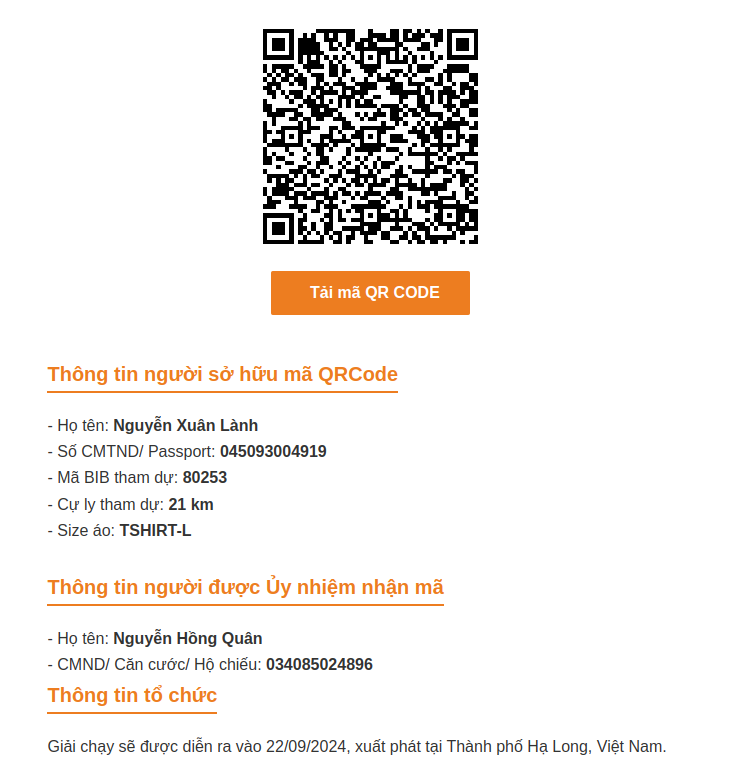 Tải mã QR CODE
Thông tin người sở hữu mã QRCode
- Họ tên: Nguyễn Xuân Lành
- Số CMTND/ Passport: 045093004919
- Mã BIB tham dự: 80253
- Cự ly tham dự: 21 km
- Size áo: TSHIRT-L
Thông tin người được Ủy nhiệm nhận mã
- Họ tên: Nguyễn Hồng Quân
- CMND/ Căn cước/ Hộ chiếu: 034085024896
Thông tin tổ chức
Giải chạy sẽ được diễn ra vào 22/09/2024, xuất phát tại Thành phố Hạ Long, Việt Nam.